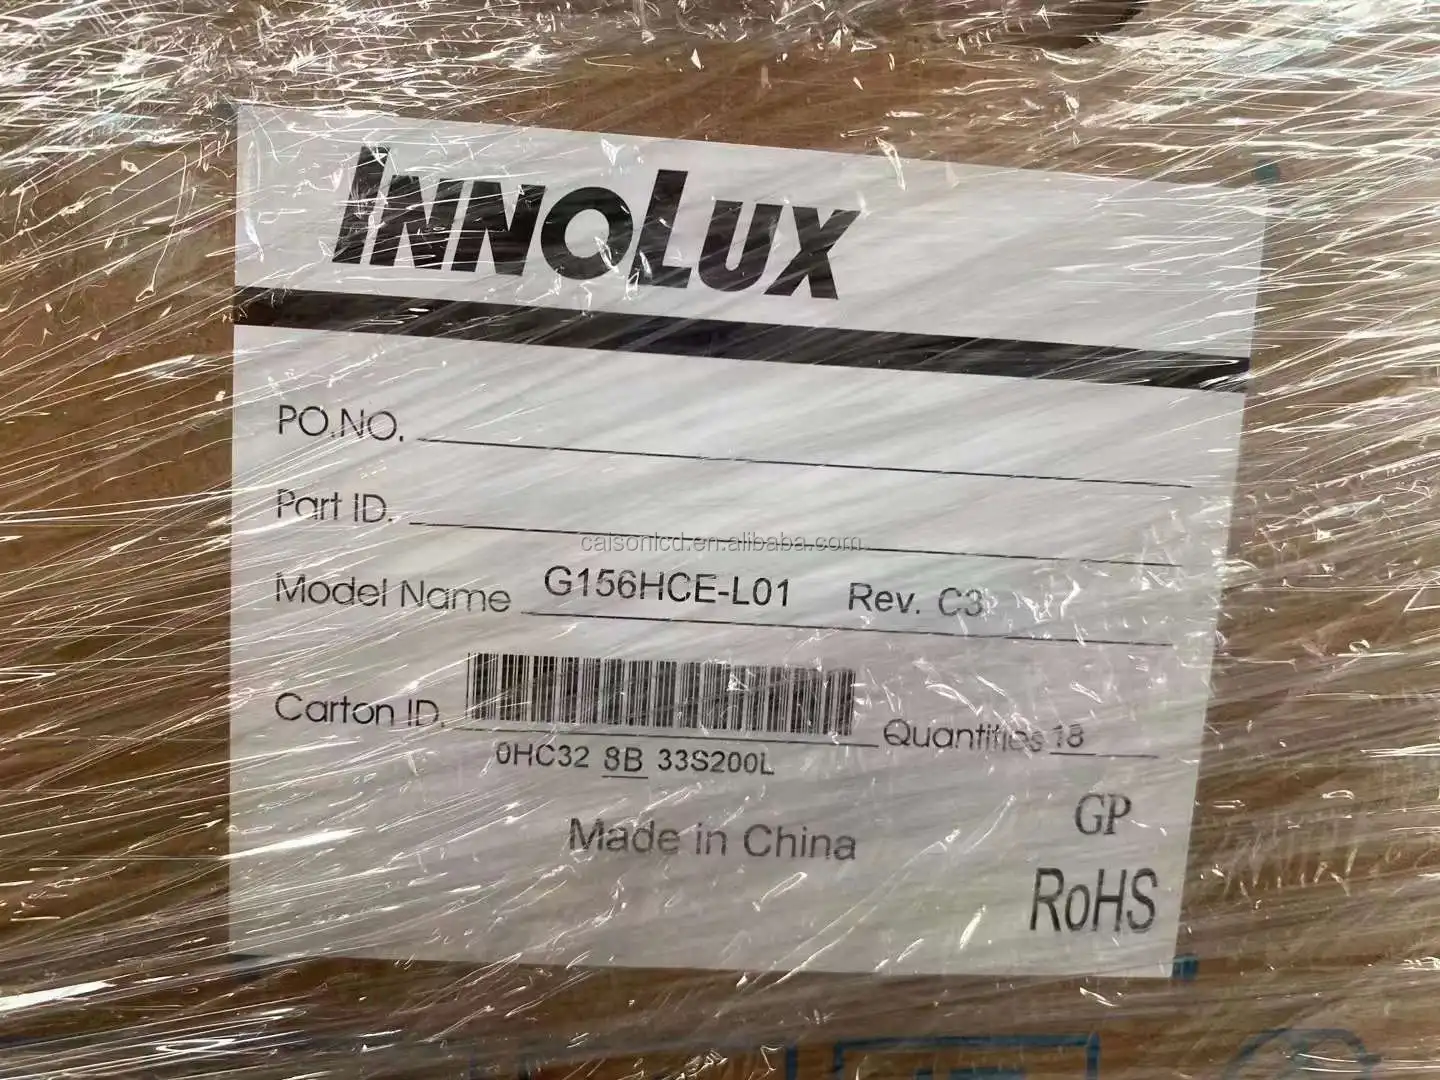 INNOLUX
PO.NO.
Part ID.
caisonlcd.en.alibaba.com
Model Name G156HCE-L01 Rev. C3
Carton ID. Quantities 18
0HC32 8B 33S200L
Made in China
GP
RoHS